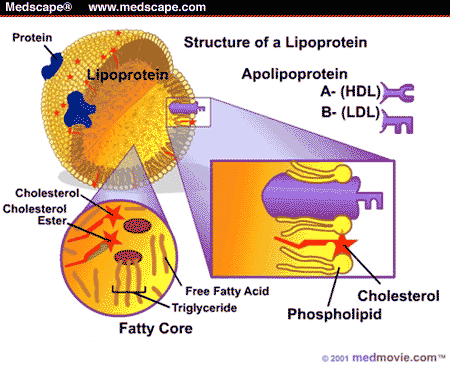 Medscape® www.medscape.com
Structure of a Lipoprotein
Protein
Lipoprotein
Apolipoprotein
A- (HDL)
B- (LDL)
Cholesterol
Cholesterol
Ester
Free Fatty Acid
Triglyceride
Fatty Core
Cholesterol
Phospholipid
© 2001 medmovie.com™